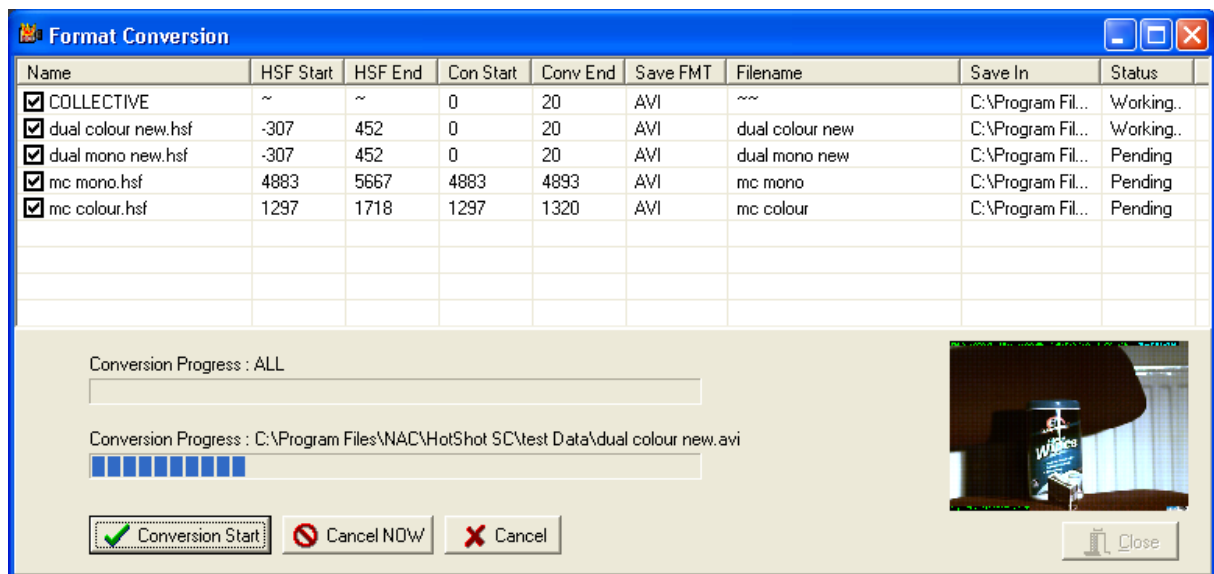 Format Conversion
Name HSF Start HSF End Con Start Conv End Save FMT Filename Save In Status
COLLECTIVE ~ ~ 0 20 AVI ~~ C:\Program Fil... Working..
dual colour new.hsf -307 452 0 20 AVI dual colour new C:\Program Fil... Working..
dual mono new.hsf -307 452 0 20 AVI dual mono new C:\Program Fil... Pending
mc mono.hsf 4883 5667 4883 4893 AVI mc mono C:\Program Fil... Pending
mc colour.hsf 1297 1718 1297 1320 AVI mc colour C:\Program Fil... Pending
Conversion Progress : ALL
Conversion Progress : C:\Program Files\NAC\HotShot SC\test Data\dual colour new.avi
Wipes
Conversion Start Cancel NOW Cancel Close